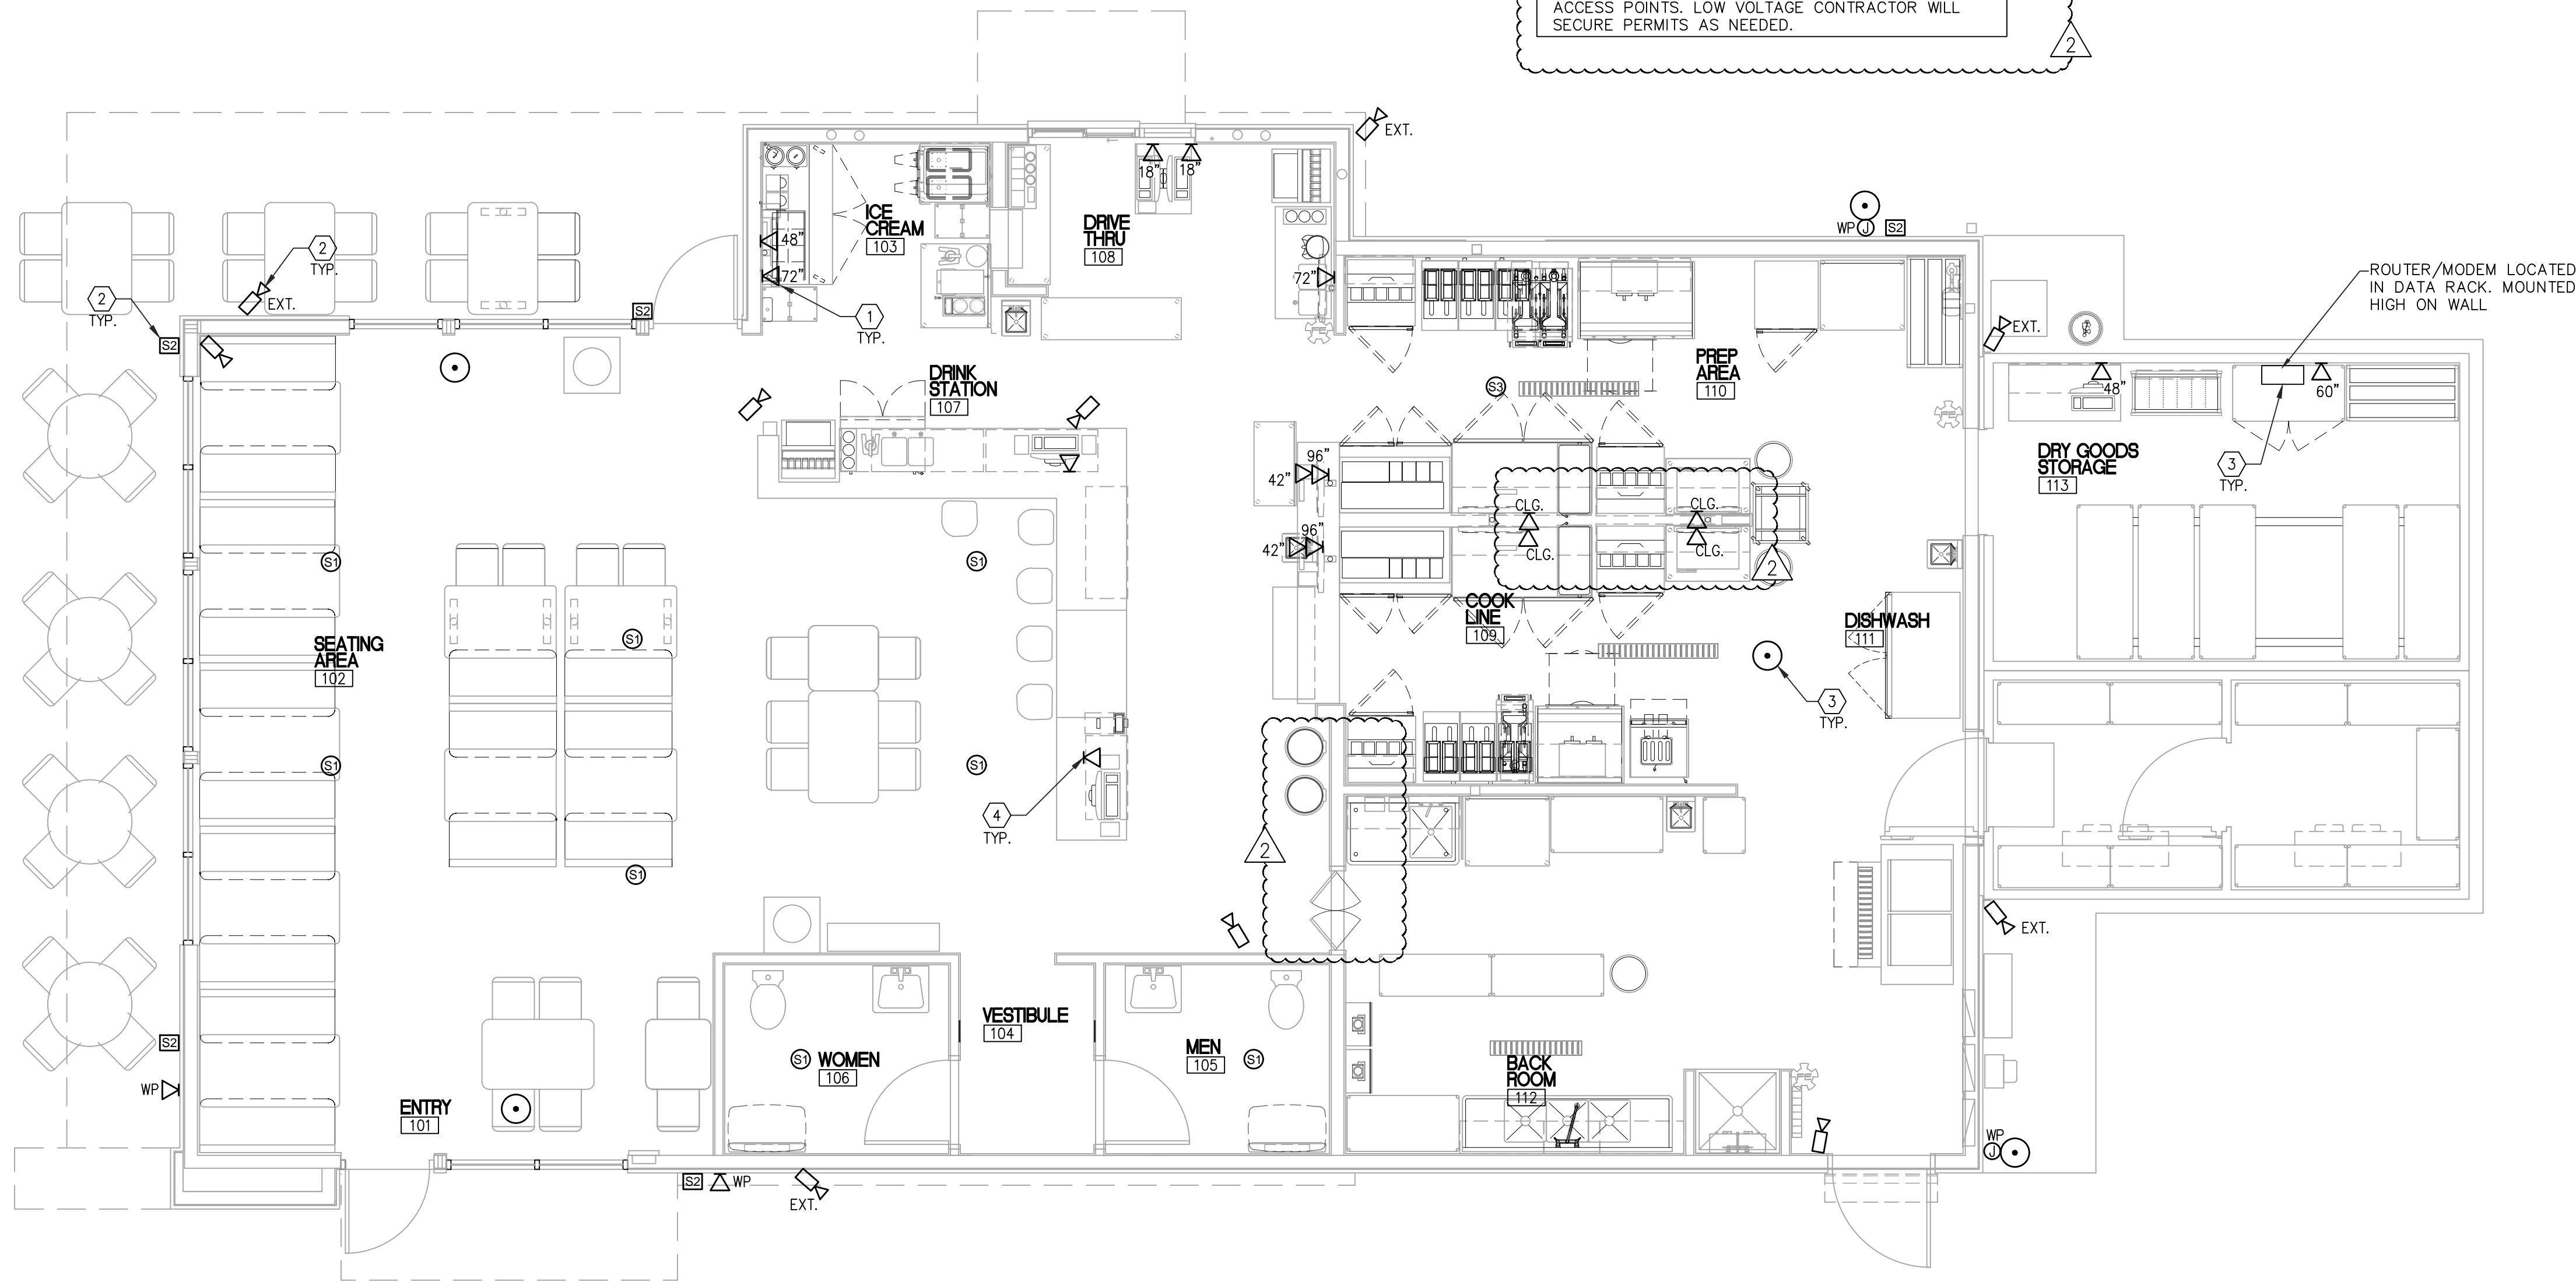 ACCESS POINTS. LOW VOLTAGE CONTRACTOR WILL
SECURE PERMITS AS NEEDED.
2
EXT.
18"
18"
ICE
CREAM
103
48"
72"
1
TYP.
DRIVE
THRU
108
72"
WP
J
S2
2
TYP.
EXT.
2
TYP.
S2
S2
ROUTER/MODEM LOCATED
IN DATA RACK. MOUNTED
HIGH ON WALL
EXT.
DRINK
STATION
107
S3
PREP
AREA
110
48"
60"
DRY GOODS
STORAGE
113
3
TYP.
96"
42"
96"
42"
CLG.
CLG.
CLG.
CLG.
2
S1
S1
COOK
LINE
109
DISHWASH
111
SEATING
AREA
102
S1
3
TYP.
S1
S1
4
TYP.
2
S1
EXT.
VESTIBULE
104
S2
WP
S1
WOMEN
106
MEN
105
S1
BACK
ROOM
112
ENTRY
101
WP
J
S2
WP
EXT.